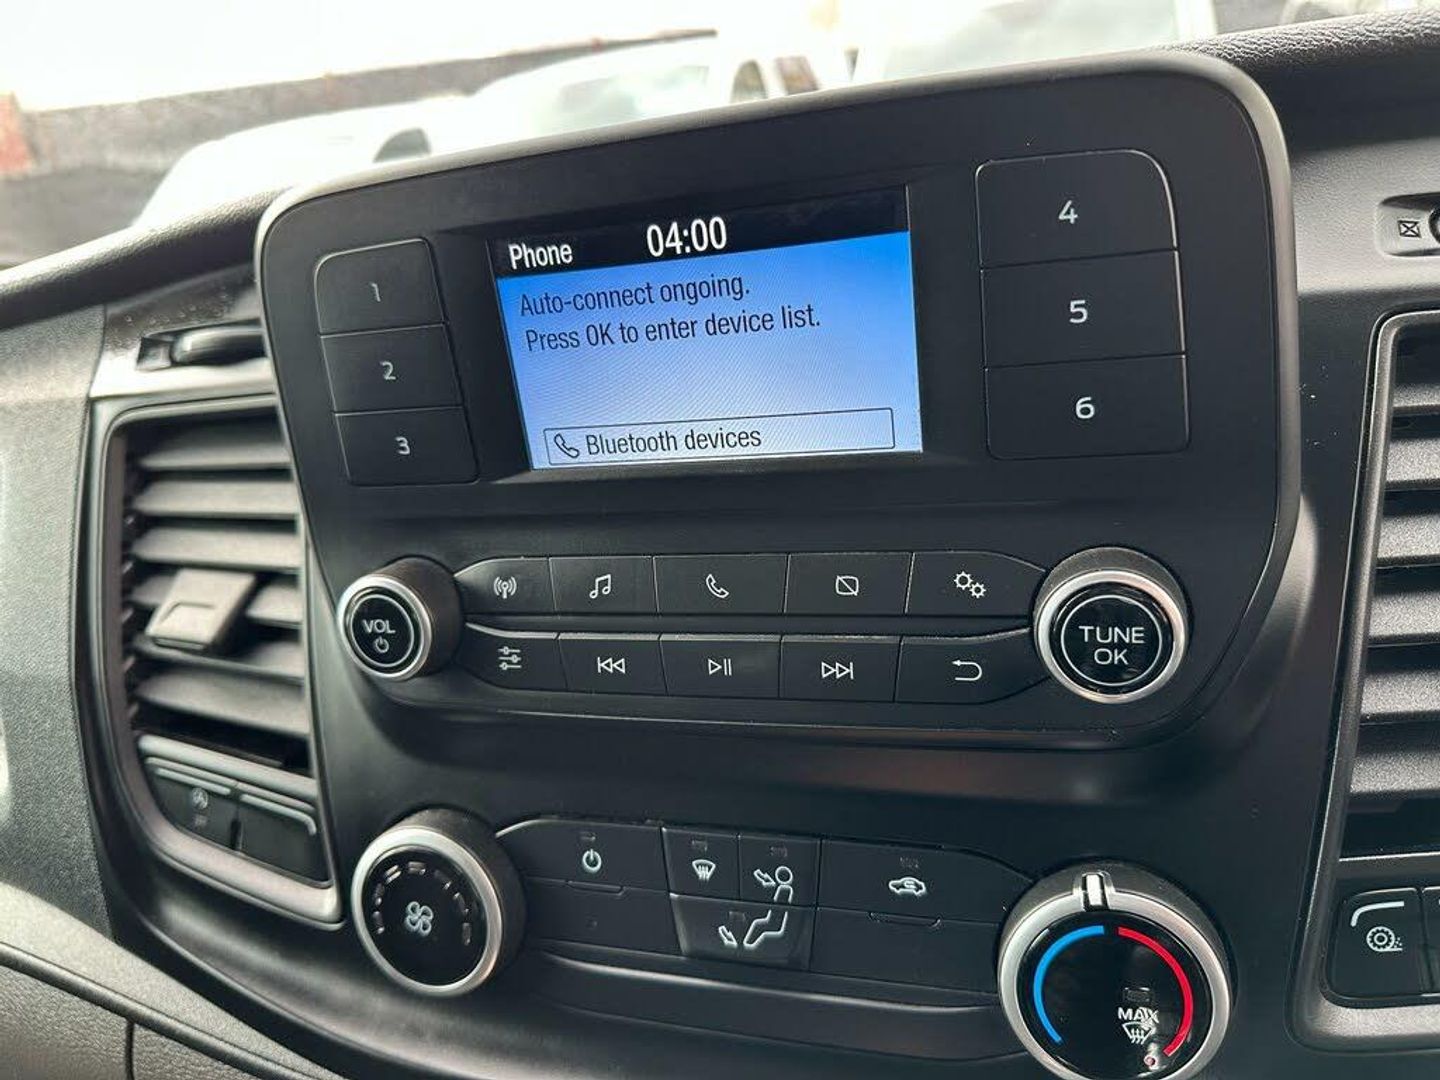 Phone 04:00
Auto-connect ongoing.
Press OK to enter device list.
Bluetooth devices
1
2
3
4
5
6
VOL
TUNE
OK
MAX